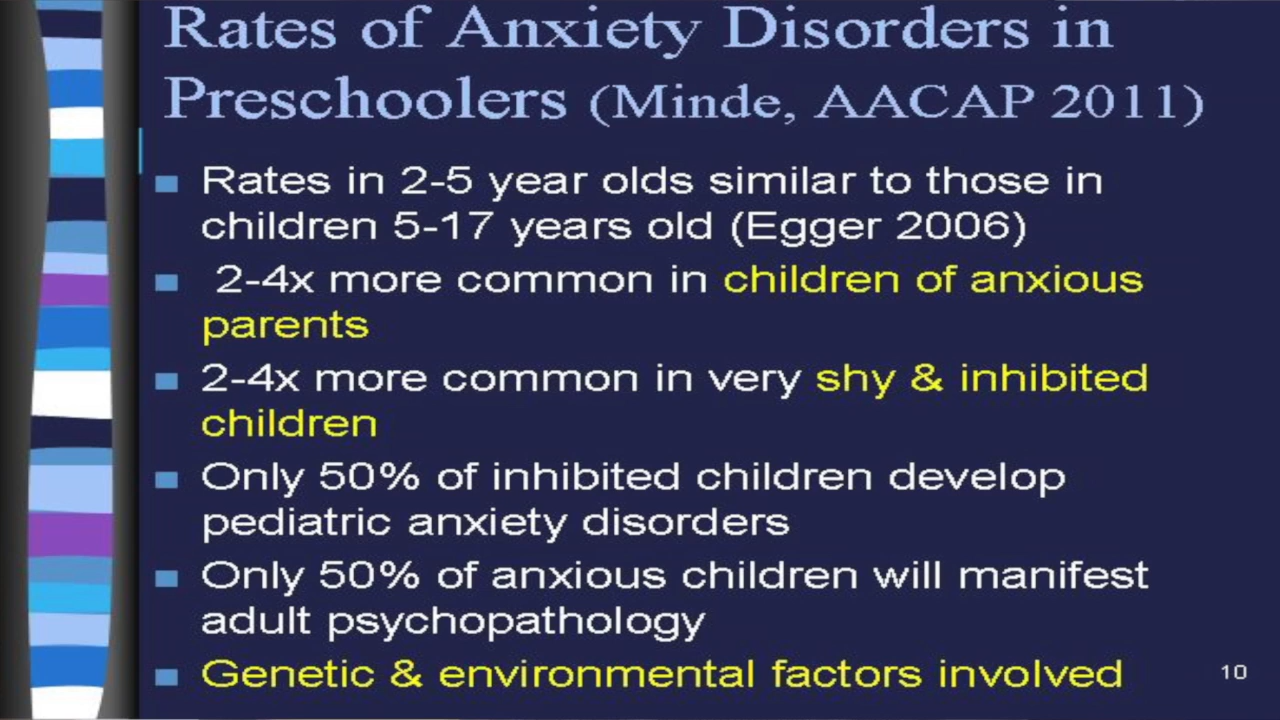 Rates of Anxiety Disorders in
Preschoolers (Minde, AACAP 2011)
Rates in 2-5 year olds similar to those in
children 5-17 years old (Egger 2006)
2-4x more common in children of anxious
parents
2-4x more common in very shy & inhibited
children
Only 50% of inhibited children develop
pediatric anxiety disorders
Only 50% of anxious children will manifest
adult psychopathology
Genetic & environmental factors involved
10